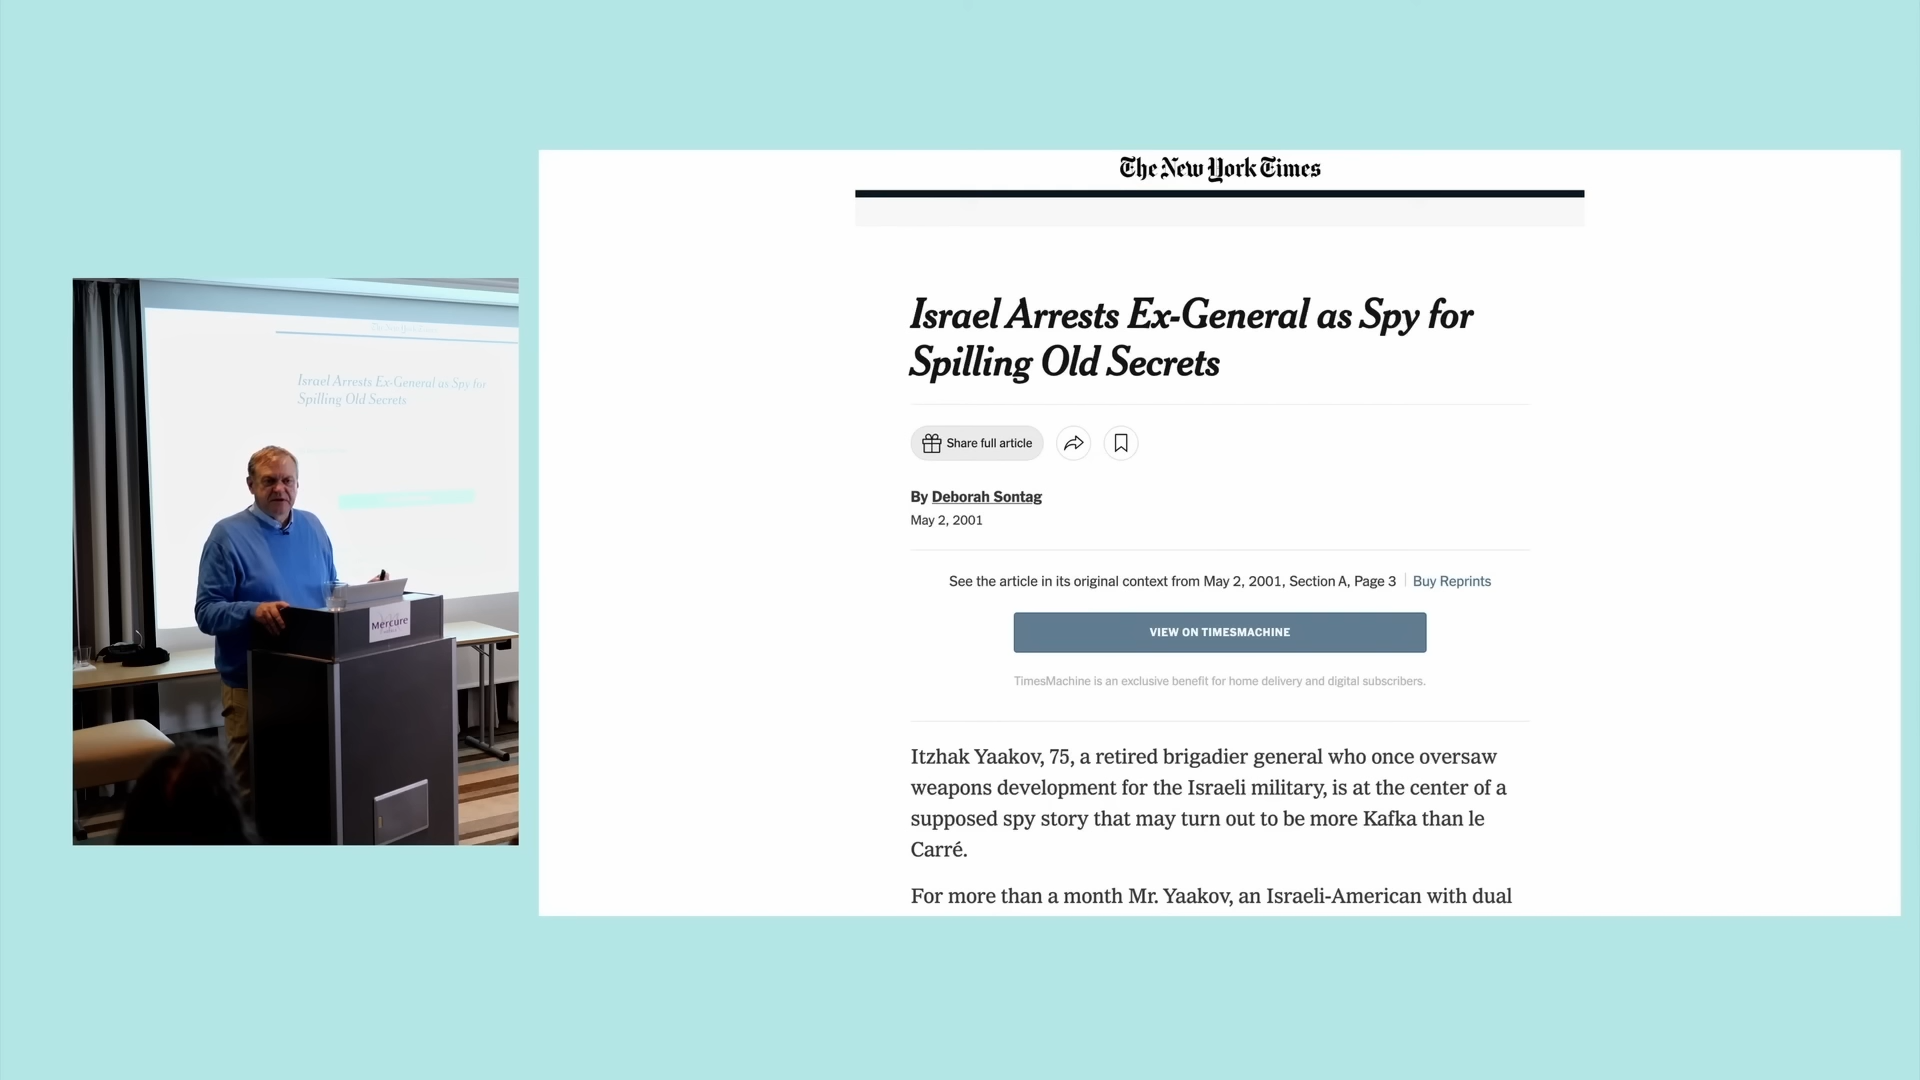 The New York Times
Israel Arrests Ex-General as Spy for
Spilling Old Secrets
Share full article
By Deborah Sontag
May 2, 2001
See the article in its original context from May 2, 2001, Section A, Page 3 Buy Reprints
VIEW ON TIMESMACHINE
TimesMachine is an exclusive benefit for home delivery and digital subscribers.
Itzhak Yaakov, 75, a retired brigadier general who once oversaw
weapons development for the Israeli military, is at the center of a
supposed spy story that may turn out to be more Kafka than le
Carré.
For more than a month Mr. Yaakov, an Israeli-American with dual
The New York Times
Israel Arrests Ex-General as Spy for
Spilling Old Secrets
Mercure